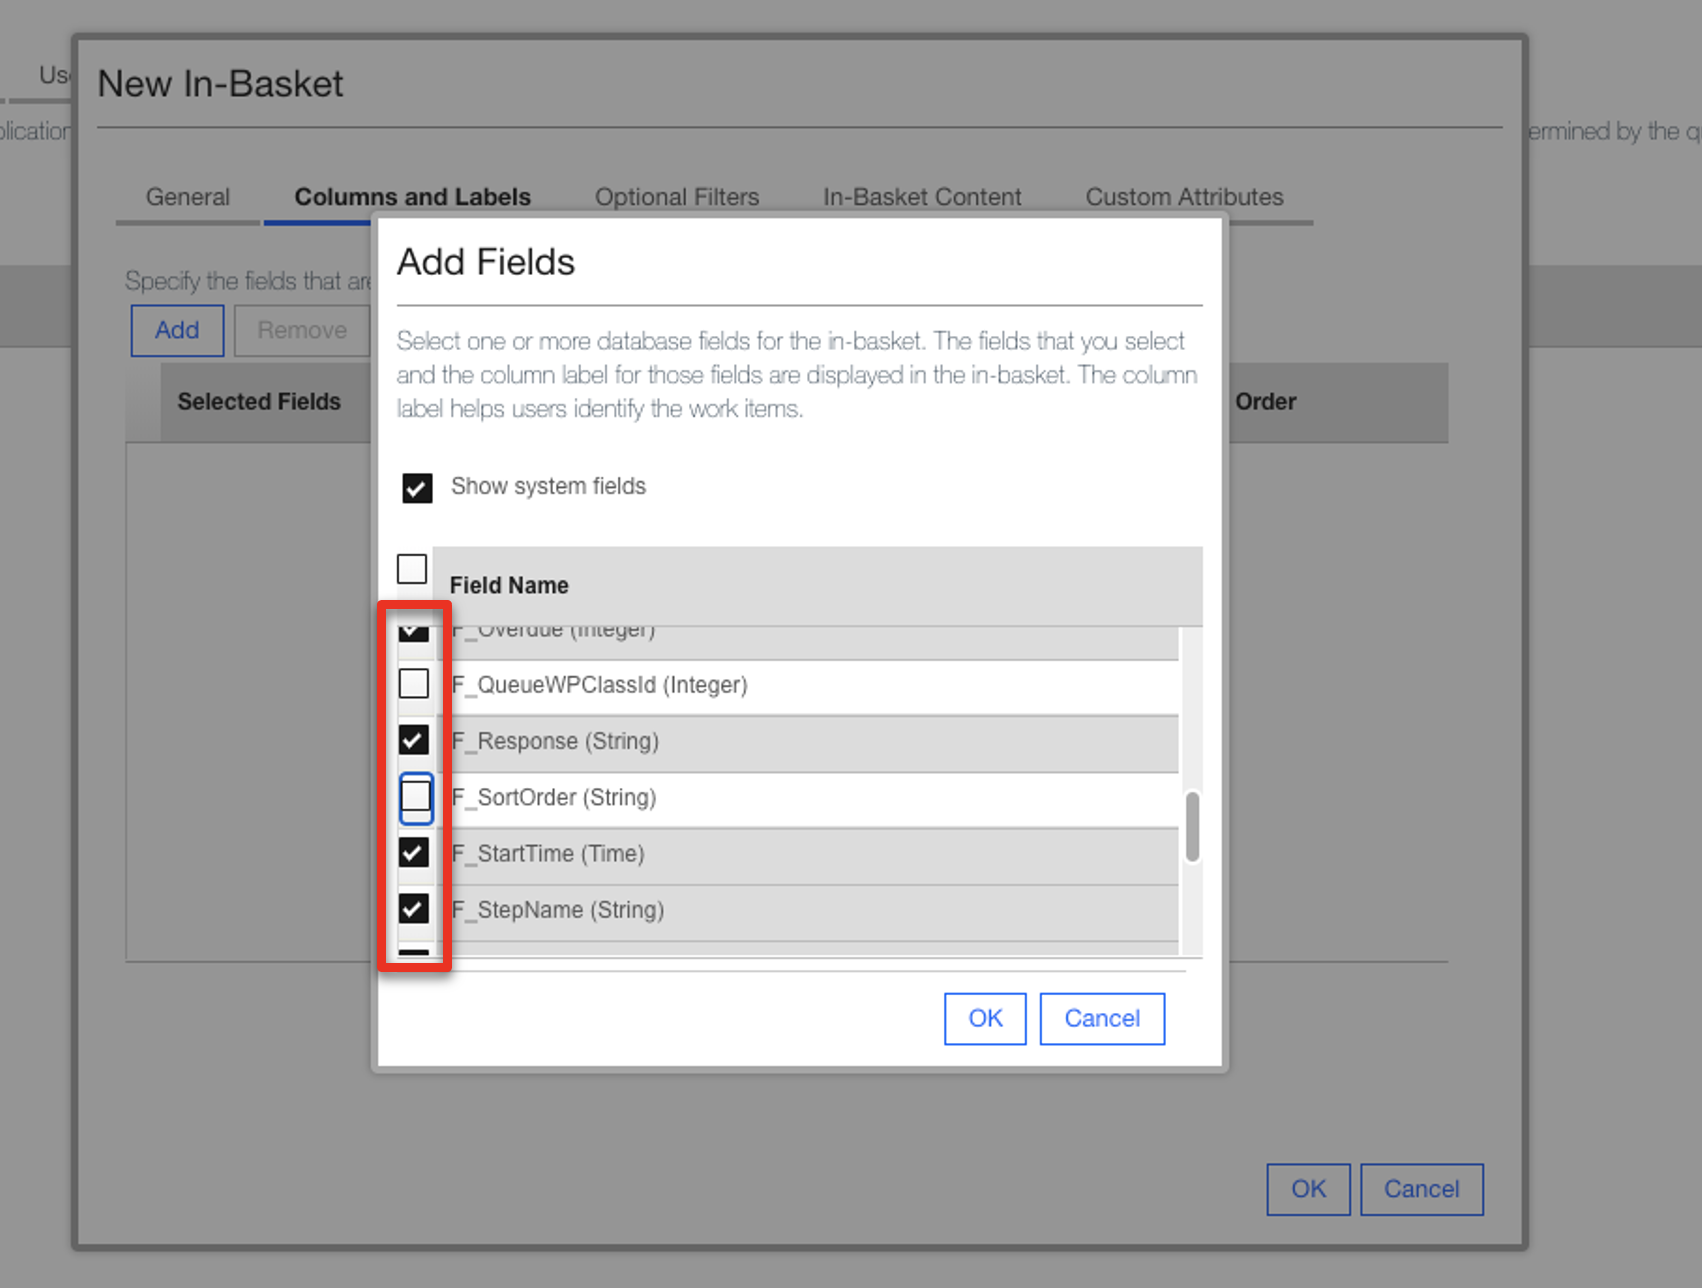 New In-Basket
General Columns and Labels Optional Filters In-Basket Content Custom Attributes
ermined by the q
Specify the fields that are
Add Remove
Selected Fields Order
Add Fields
Select one or more database fields for the in-basket. The fields that you select
and the column label for those fields are displayed in the in-basket. The column
label helps users identify the work items.
Show system fields
Field Name
F_Overdue (Integer)
F_QueueWPClassId (Integer)
F_Response (String)
F_SortOrder (String)
F_StartTime (Time)
F_StepName (String)
OK Cancel
OK Cancel